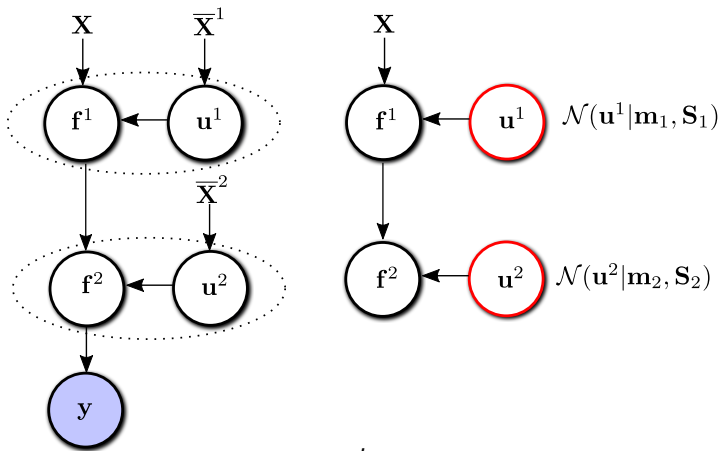 X X̅¹
f¹ u¹
X̅²
f² u²
y
X
f¹ u¹ 𝒩(u¹|m₁, S₁)
f² u² 𝒩(u²|m₂, S₂)